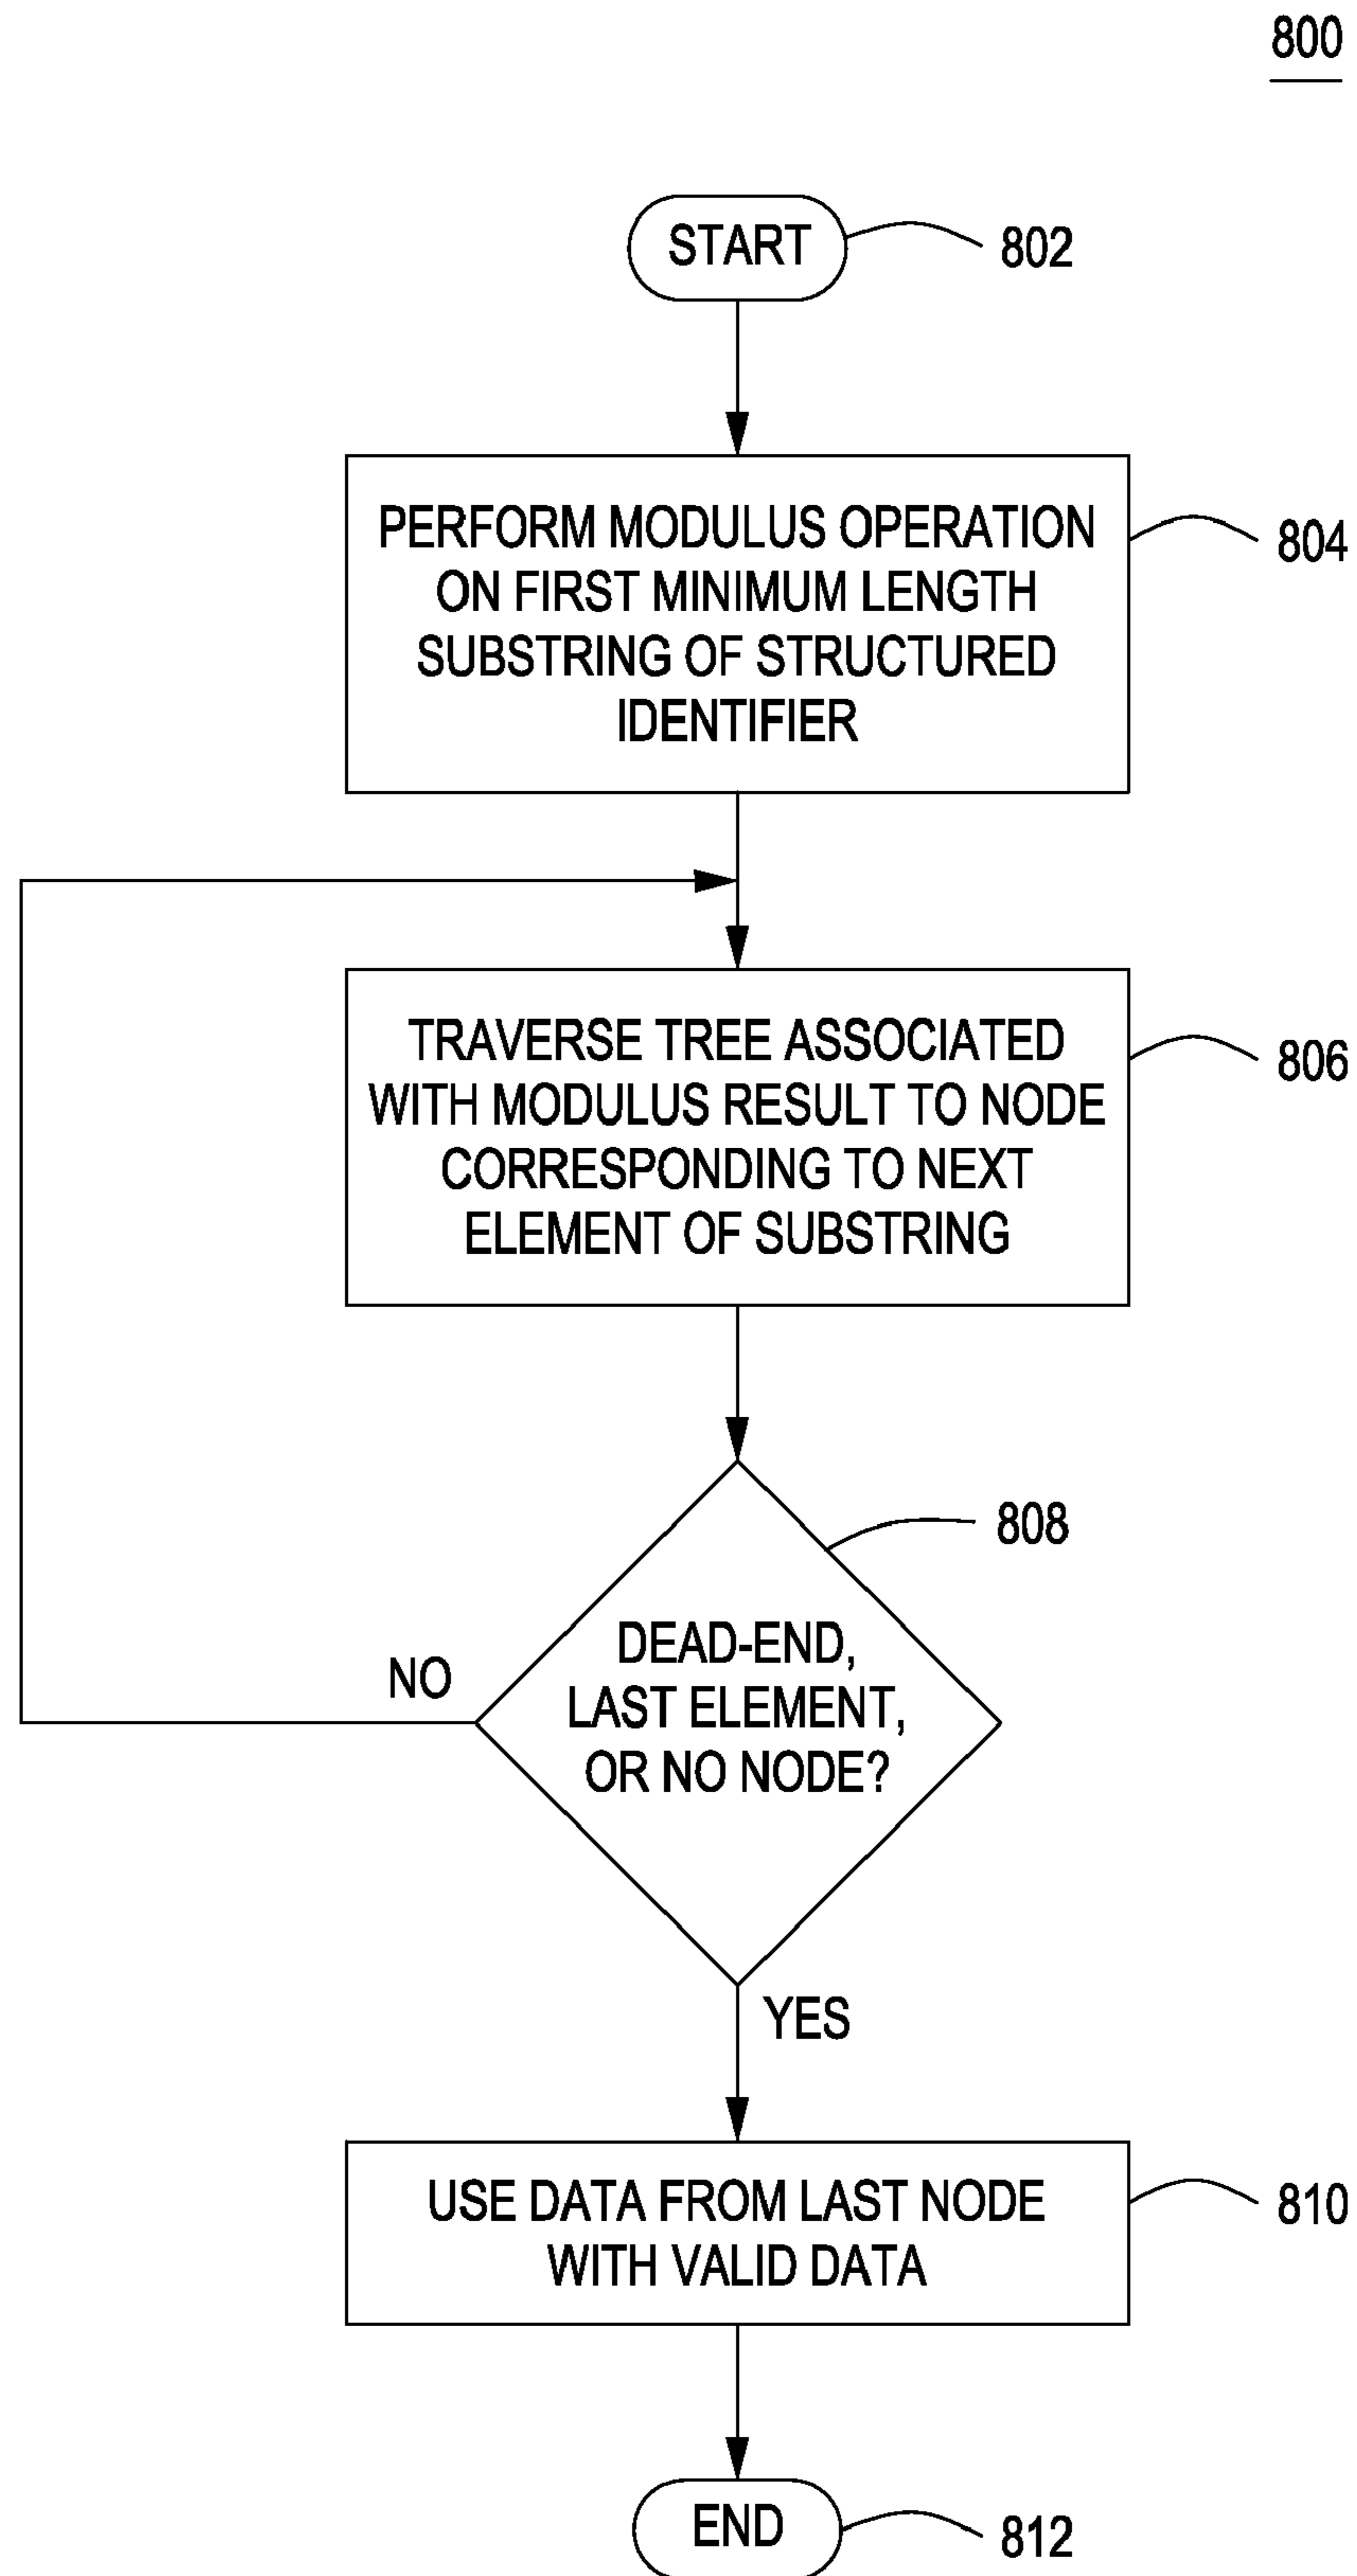 800
START
802
PERFORM MODULUS OPERATION
ON FIRST MINIMUM LENGTH
SUBSTRING OF STRUCTURED
IDENTIFIER
804
TRAVERSE TREE ASSOCIATED
WITH MODULUS RESULT TO NODE
CORRESPONDING TO NEXT
ELEMENT OF SUBSTRING
806
808
DEAD-END,
LAST ELEMENT,
OR NO NODE?
NO
YES
USE DATA FROM LAST NODE
WITH VALID DATA
810
END
812